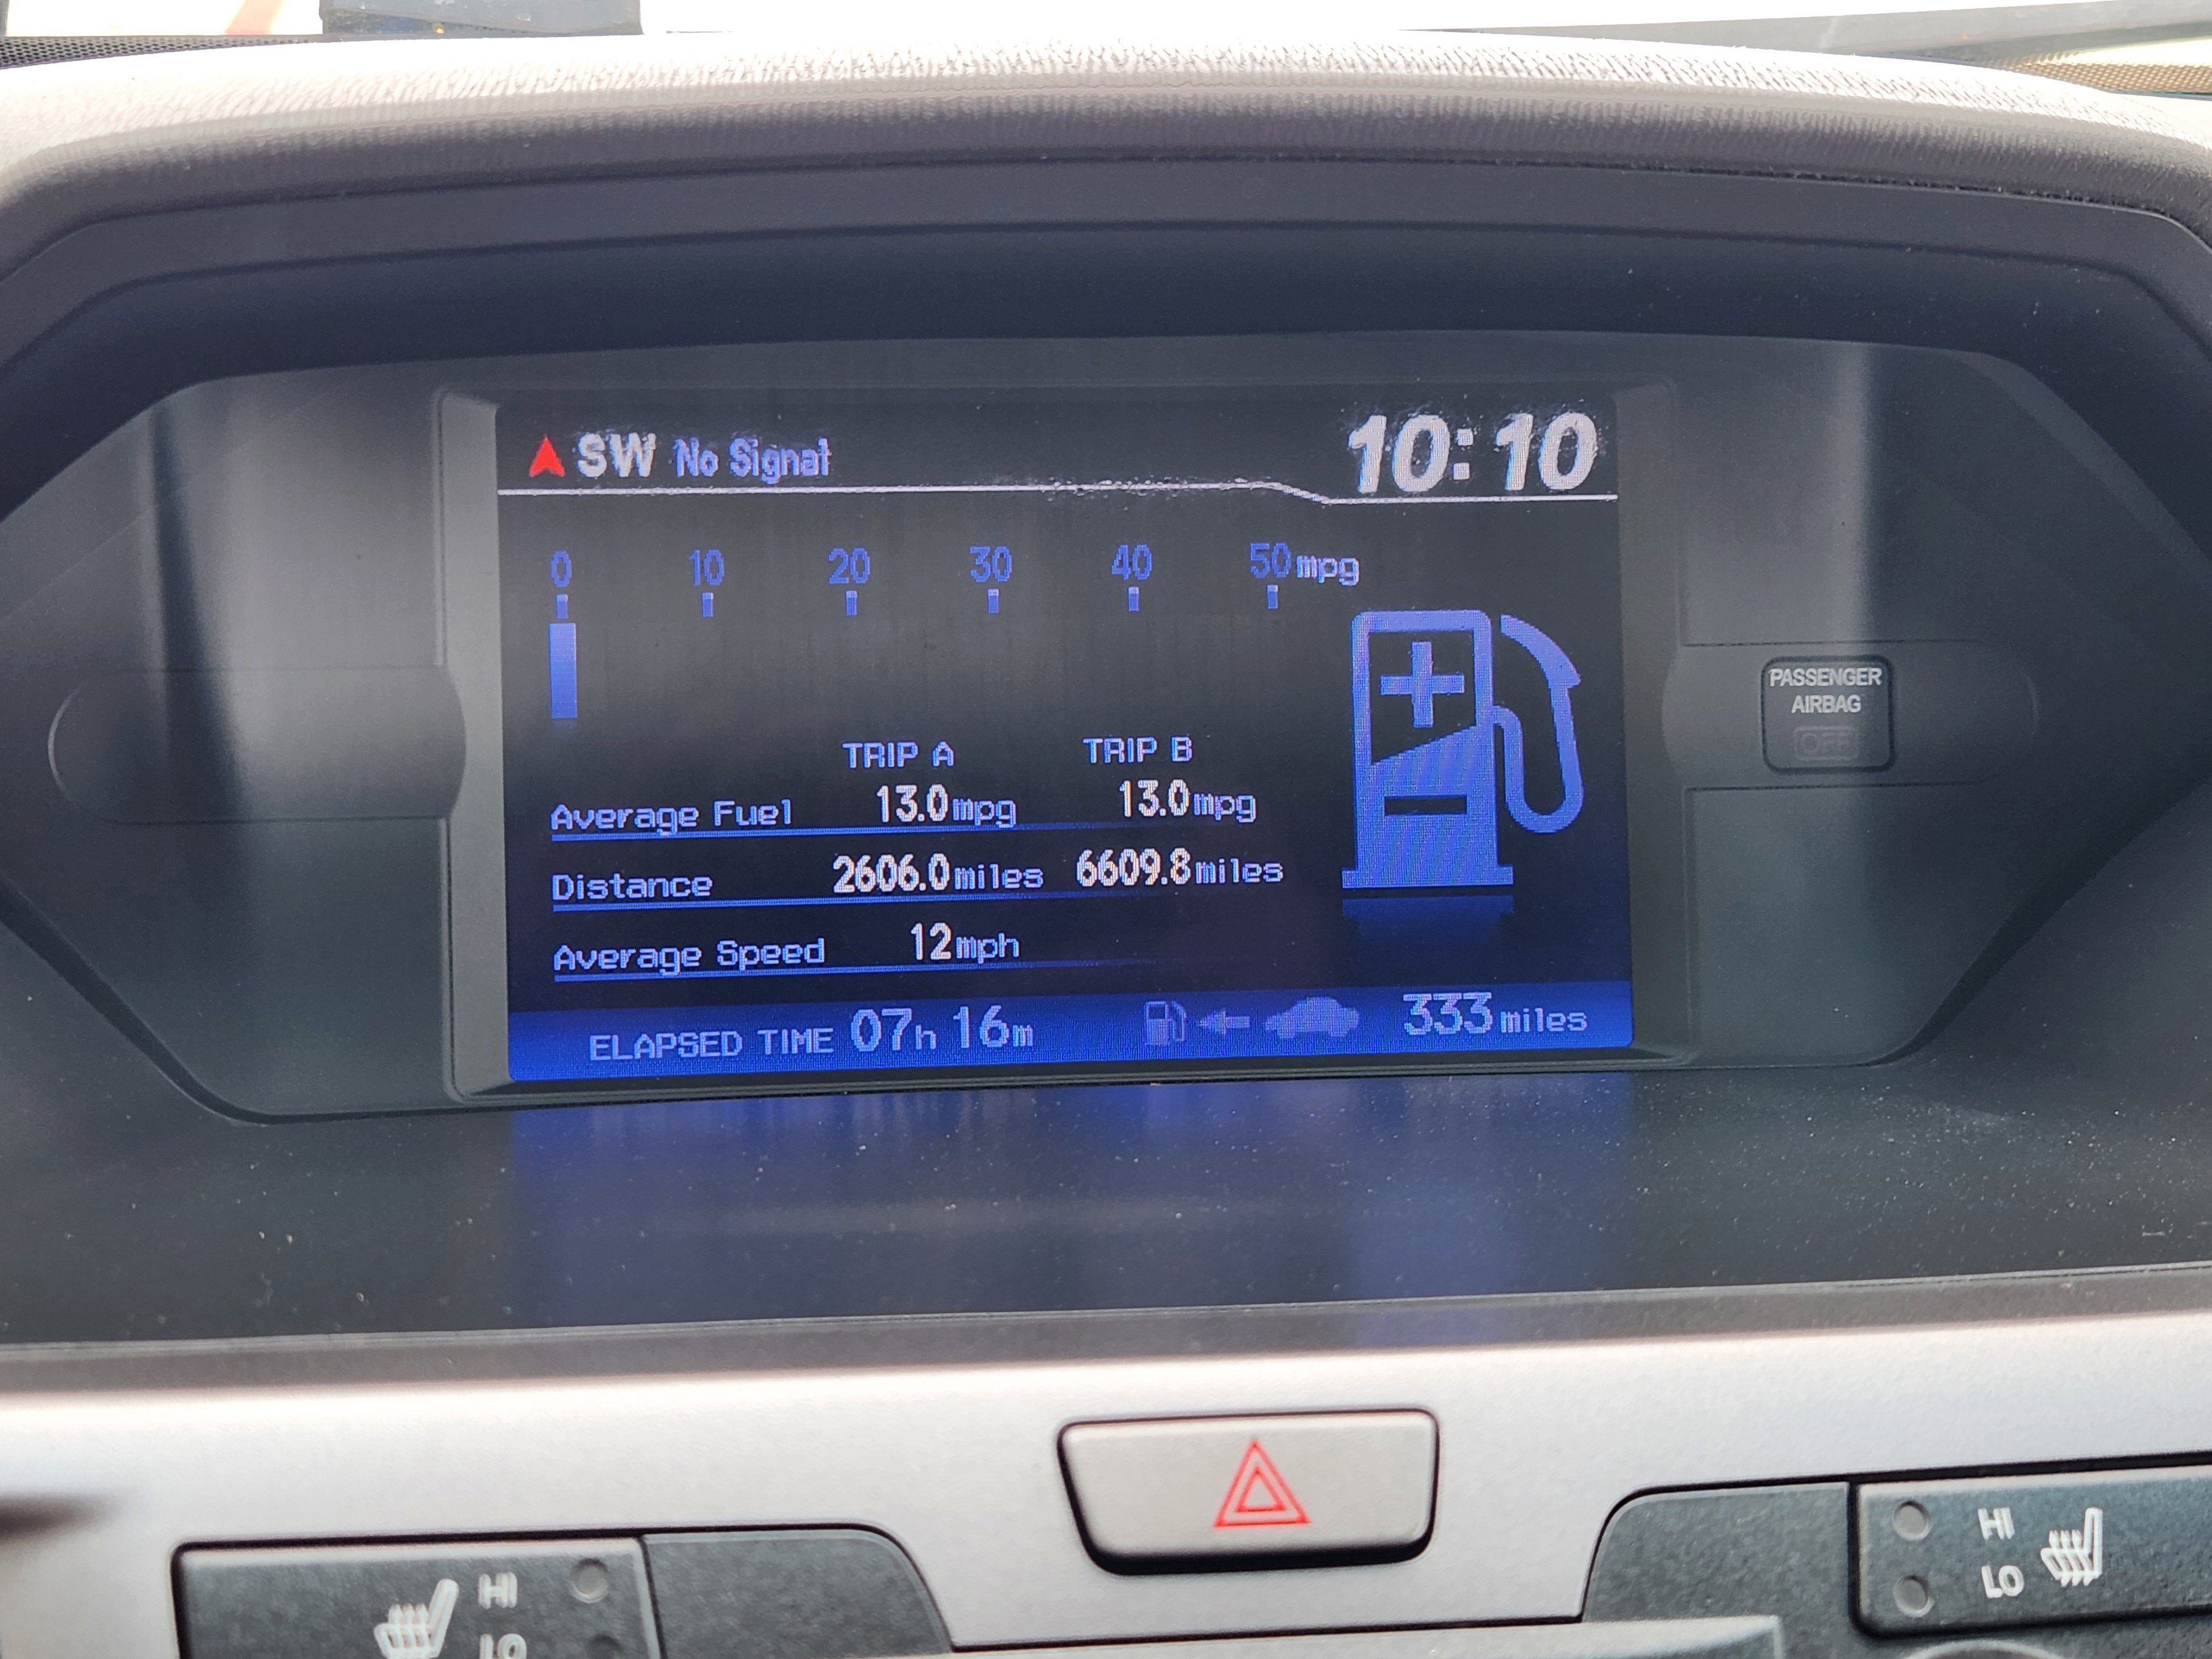 SW No Signal 10:10
0 10 20 30 40 50 mpg
PASSENGER
AIRBAG
OFF
TRIP A TRIP B
Average Fuel 13.0mpg 13.0mpg
Distance 2606.0miles 6609.8miles
Average Speed 12mph
ELAPSED TIME 07h 16m 333miles
HI
LO
HI
LO